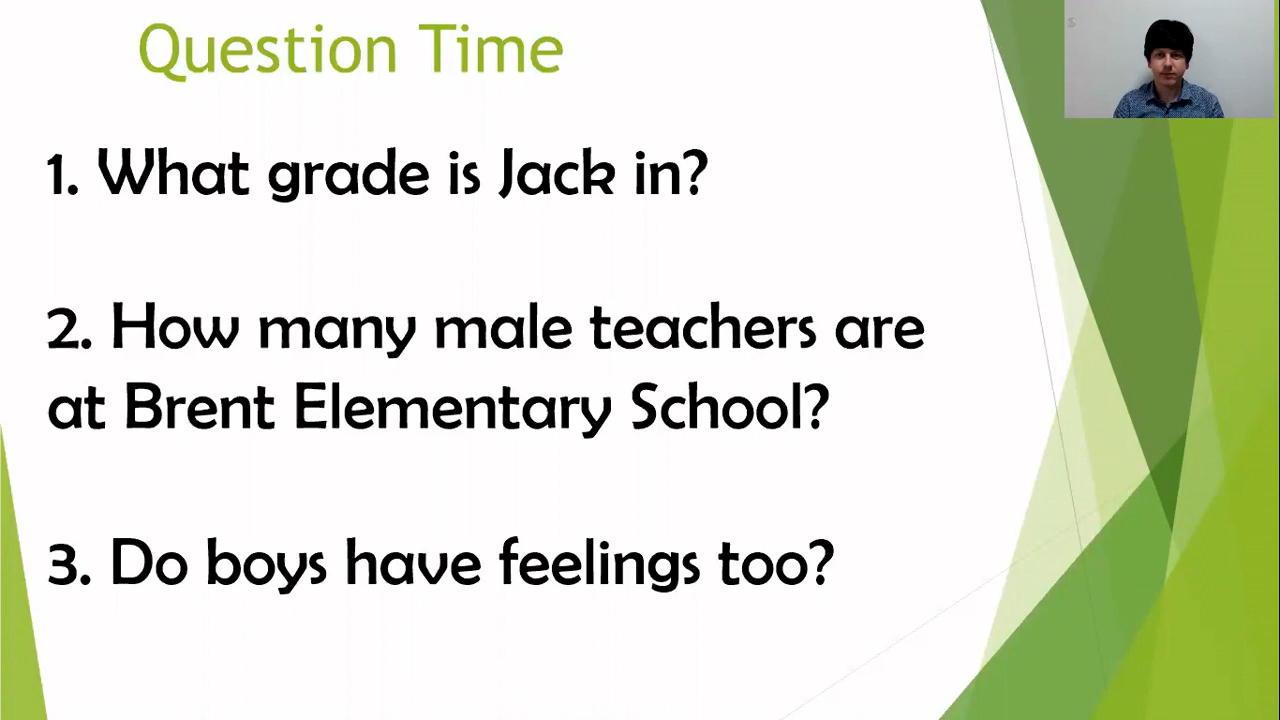 Question Time
1. What grade is Jack in?
2. How many male teachers are
at Brent Elementary School?
3. Do boys have feelings too?